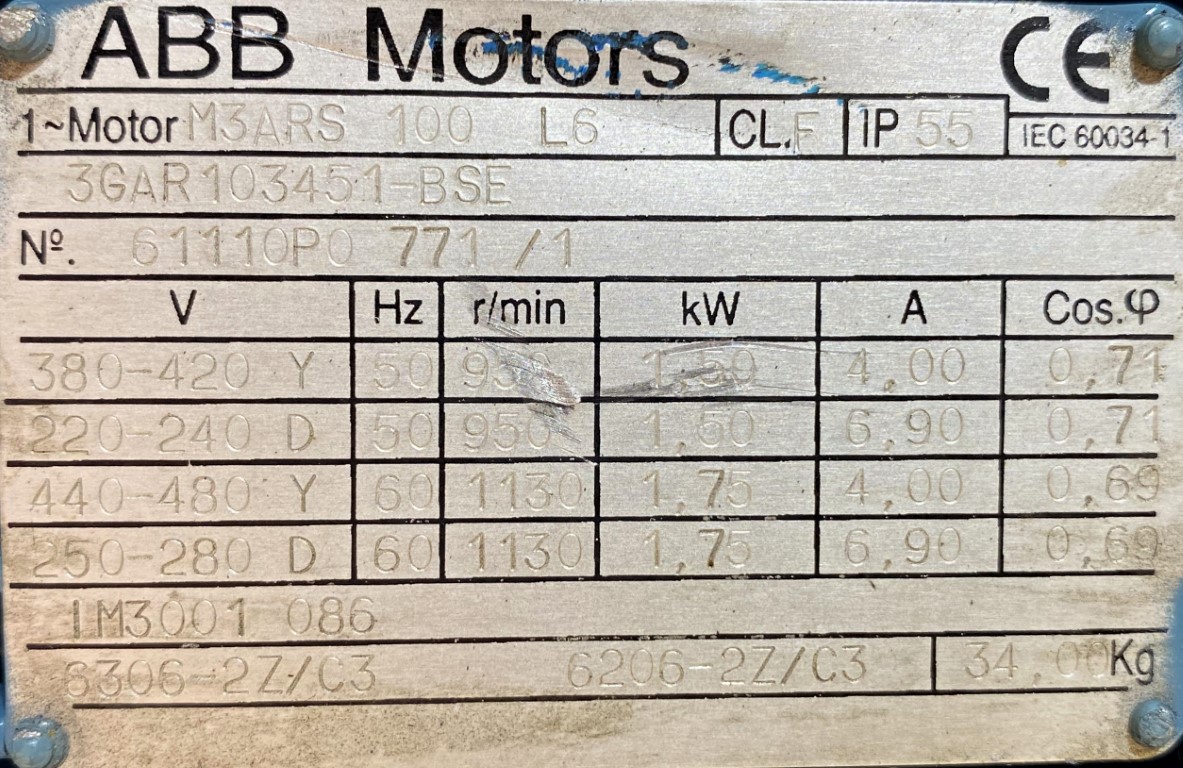 ABB Motors CE
1~Motor M3ARS 100 L6 CL. F IP 55 IEC 60034-1
3GAR103451-BSE
Nº. 61110P0 771 /1
V Hz r/min kW A Cos.φ
380-420 Y 50 950 1,50 4,00 0,71
220-240 D 50 950 1,50 6,90 0,71
440-480 Y 60 1130 1,75 4,00 0,69
250-280 D 60 1130 1,75 6,90 0,69
IM3001 086
6306-2Z/C3 6206-2Z/C3 34,00Kg